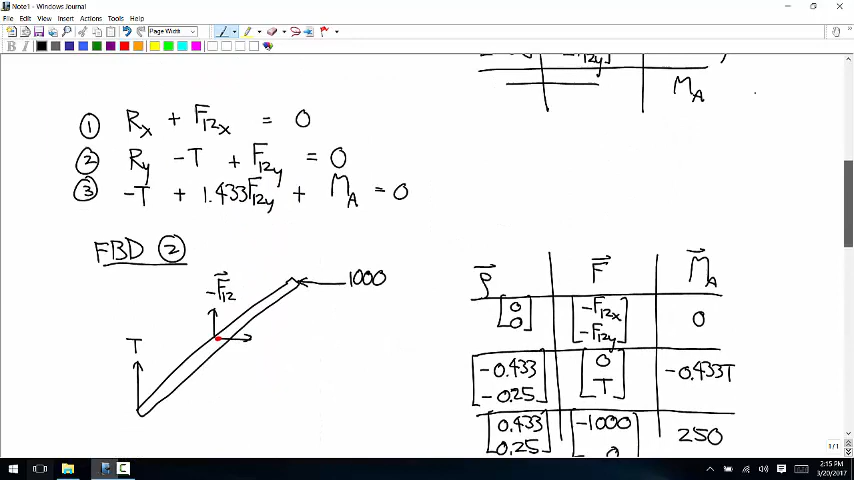 Note1 - Windows Journal
File Edit View Insert Actions Tools Help
Page Width
B I
M_A
① R_x + F_12x = 0
② R_y - T + F_12y = 0
③ -T + 1.433F_12y + M_A = 0
FBD ②
-F⃗_12
1000
T
ρ⃗ F⃗ M⃗_A
[0 0] [-F_12x -F_12y] 0
[-0.433 -0.25] [0 T] -0.433T
[0.433 0.25] [-1000 0] 250
1/1
2:15 PM
3/20/2017